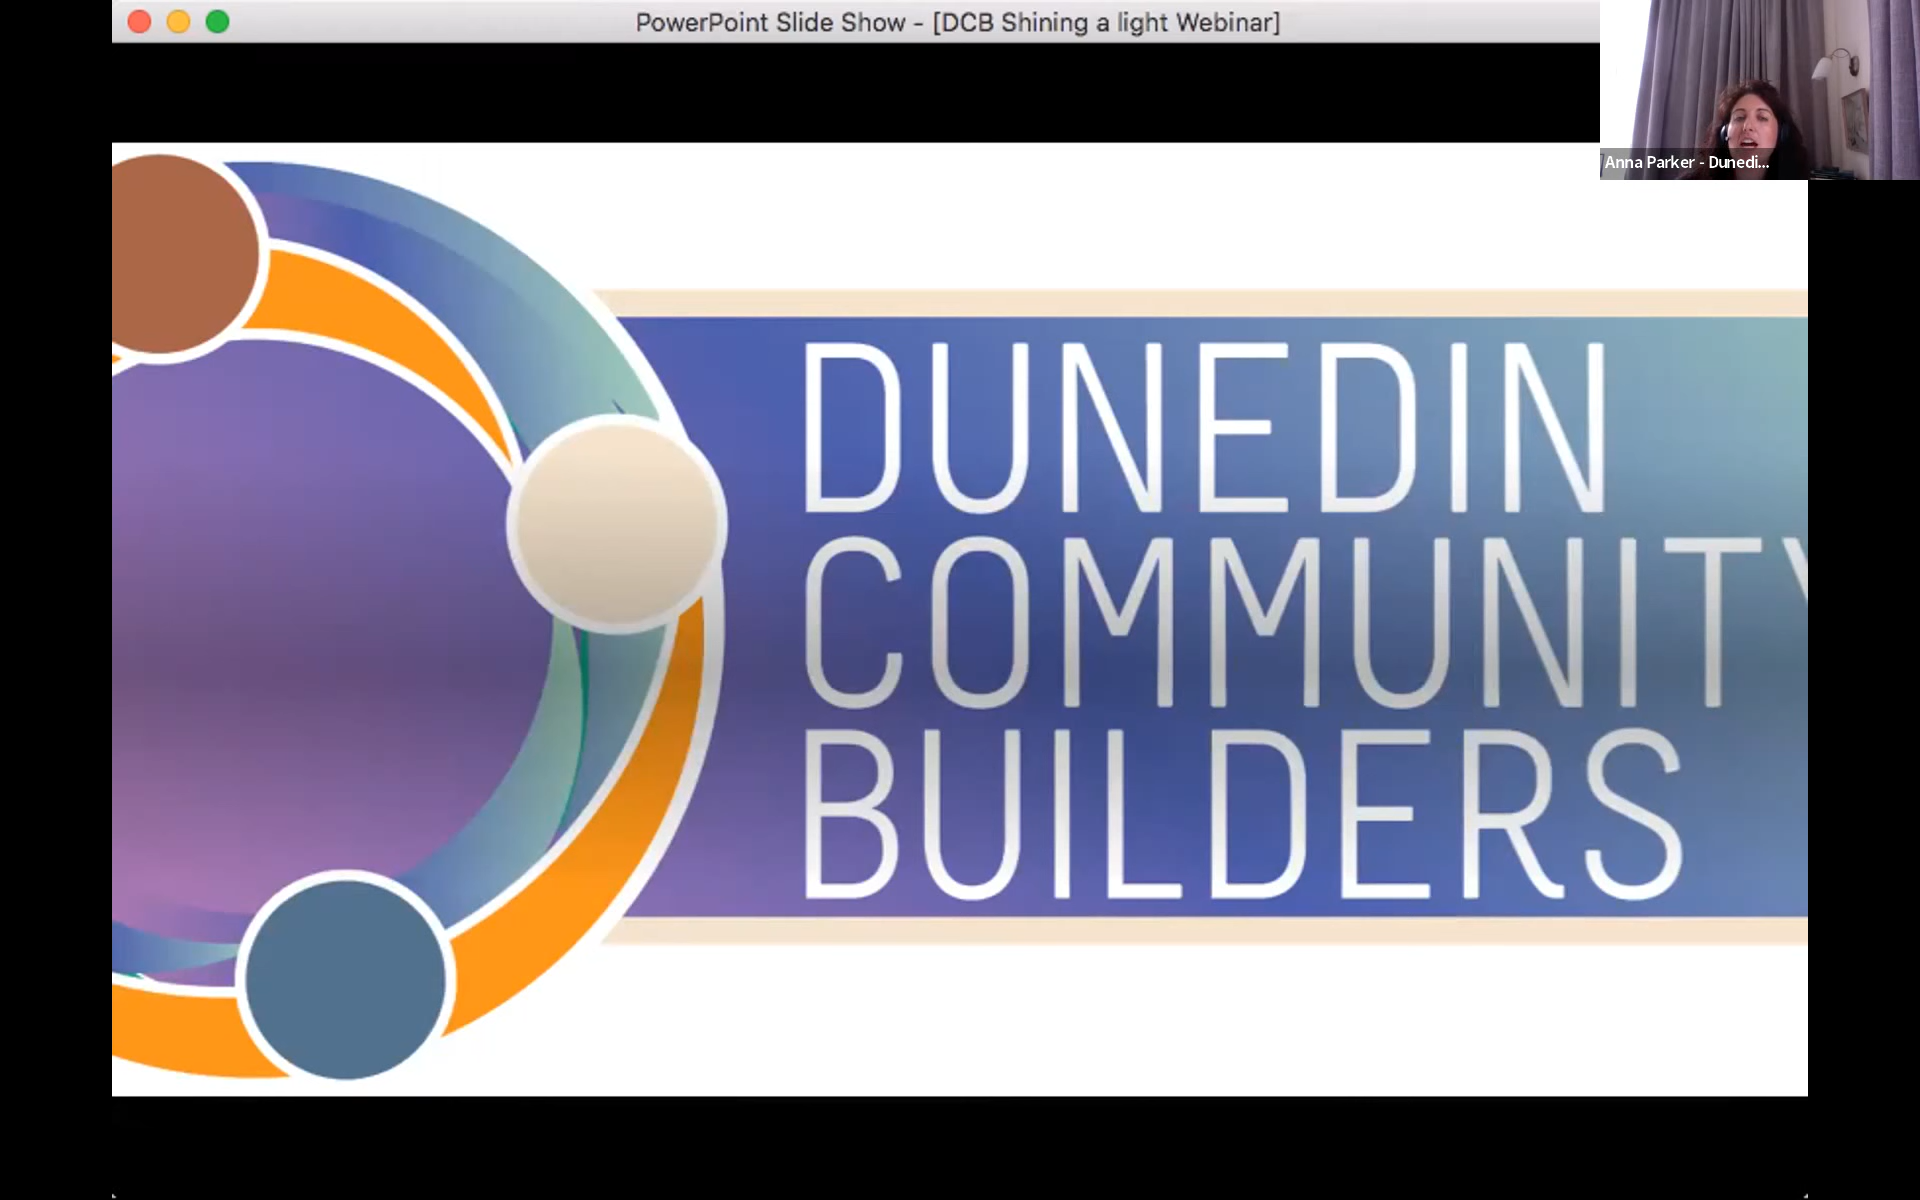 PowerPoint Slide Show - [DCB Shining a light Webinar]
Anna Parker - Dunedi...
DUNEDIN
COMMUNITY
BUILDERS